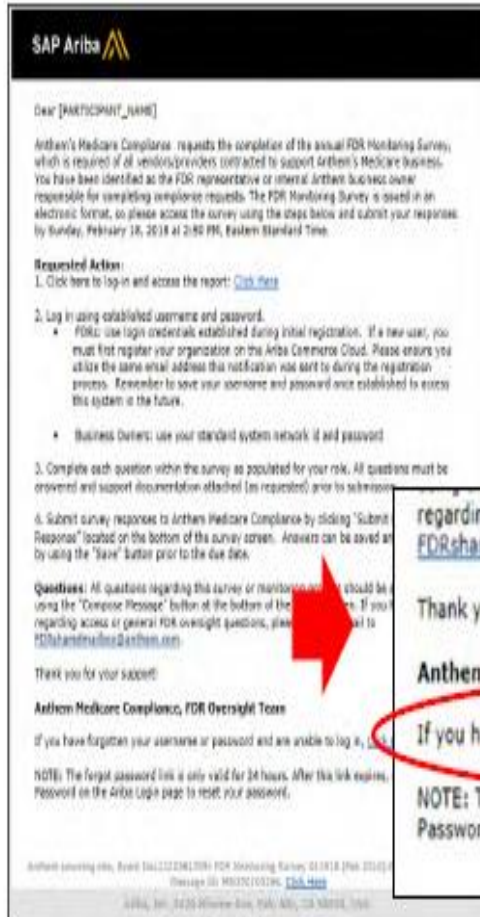 SAP Ariba
Dear [PARTICIPANT_NAME]
Anthem's Medicare Compliance requests the completion of the annual FDR Monitoring Survey,
which is required of all vendors/providers contracted to support Anthem's Medicare business.
You have been identified as the FDR representative or internal Anthem business owner
responsible for completing compliance requests. The FDR Monitoring Survey is issued in an
electronic format, so please access the survey using the steps below and submit your responses
by Sunday, February 18, 2018 at 2:50 PM, Eastern Standard Time.
Requested Action:
1. Click here to log-in and access the report: Click Here
2. Log in using established username and password.
• FDRs: use login credentials established during initial registration. If a new user, you
must first register your organization on the Ariba Commerce Cloud. Please ensure you
utilize the same email address this notification was sent to during the registration
process. Remember to save your username and password once established to access
this system in the future.
• Business Owners: use your standard system network id and password
3. Complete each question within the survey as populated for your role. All questions must be
answered and support documentation attached (as requested) prior to submission.
4. Submit survey responses to Anthem Medicare Compliance by clicking "Submit
Response" located on the bottom of the survey screen. Answers can be saved
by using the "Save" button prior to the due date.
Questions: All questions regarding this survey or should be
using the "Compose Message" button at the bottom of the If you
regarding access or general FDR oversight questions, to
FDRsharedmailbox@anthem.com.
Thank you for your support!
Anthem Medicare Compliance, FDR Oversight Team
If you have forgotten your username or password and are unable to log in,
NOTE: The forgot password link is only valid for 24 hours. After this link expires,
Password on the Ariba Login page to reset your password.
Click Here
FDRsha
Thank y
Anthem
If you h
NOTE: T
Passwor